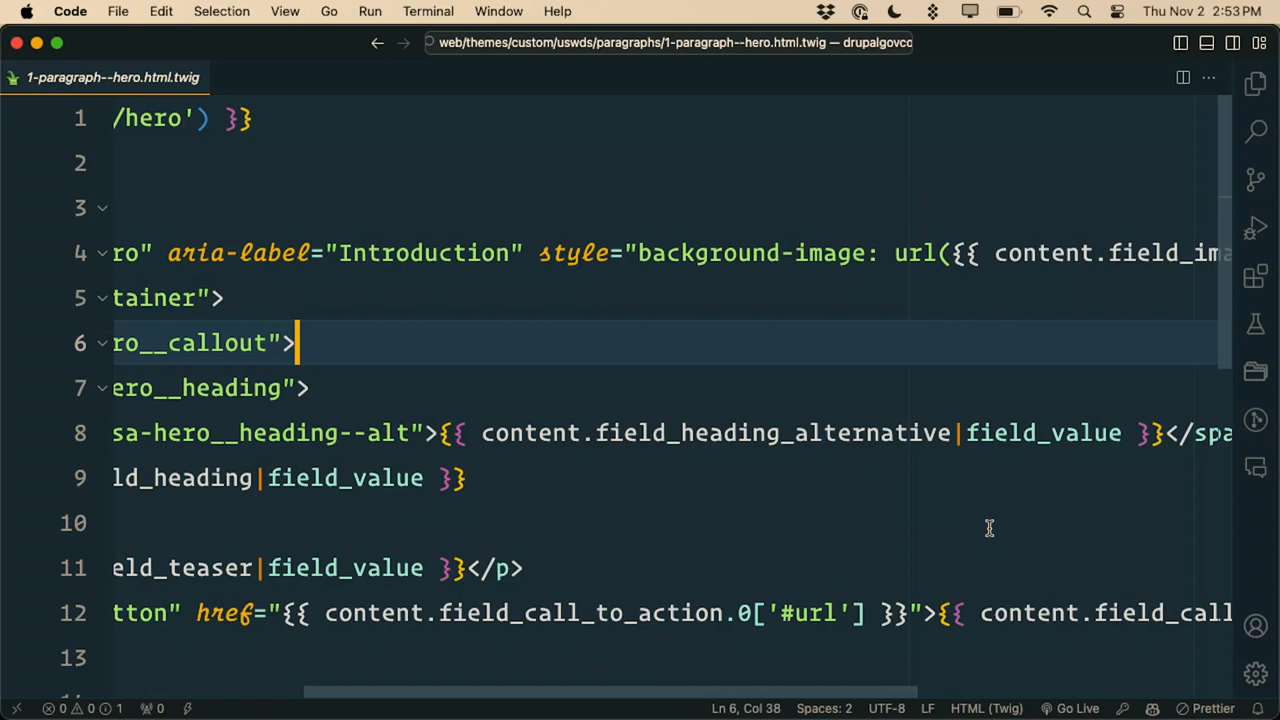 Code File Edit Selection View Go Run Terminal Window Help Thu Nov 2 2:53 PM
web/themes/custom/uswds/paragraphs/1-paragraph--hero.html.twig — drupalgovco
1-paragraph--hero.html.twig
1 /hero') }}
2
3
4 ro" aria-label="Introduction" style="background-image: url({{ content.field_ima
5 tainer">
6 ro__callout">
7 ero__heading">
8 sa-hero__heading--alt">{{ content.field_heading_alternative|field_value }}</spa
9 ld_heading|field_value }}
10
11 eld_teaser|field_value }}</p>
12 tton" href="{{ content.field_call_to_action.0['#url'] }}">{{ content.field_call
13
0 0 1 0 Ln 6, Col 38 Spaces: 2 UTF-8 LF HTML (Twig) Go Live Prettier